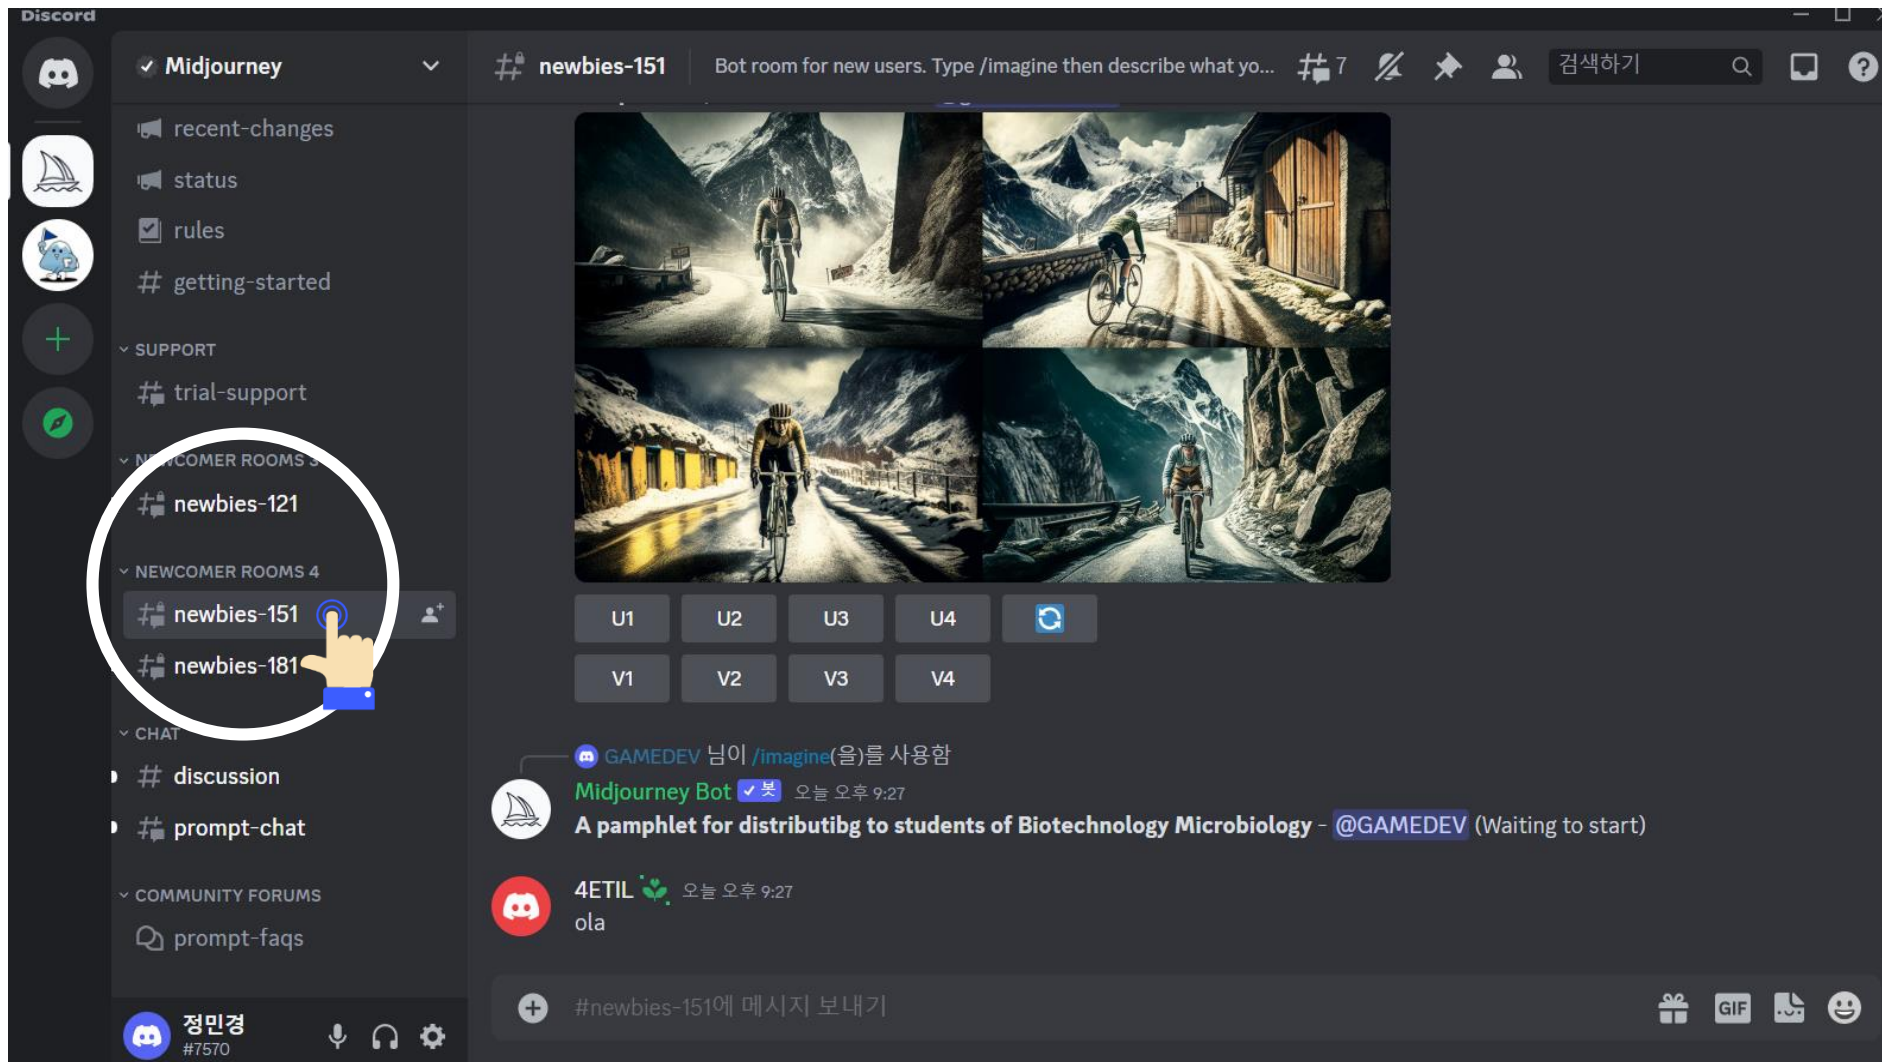 Discord
Midjourney
recent-changes
status
rules
getting-started
SUPPORT
trial-support
NEWCOMER ROOMS 3
newbies-121
NEWCOMER ROOMS 4
newbies-151
newbies-181
CHAT
discussion
prompt-chat
COMMUNITY FORUMS
prompt-faqs
정민경
#7570
newbies-151
Bot room for new users. Type /imagine then describe what yo...
7
검색하기
U1 U2 U3 U4
V1 V2 V3 V4
GAMEDEV 님이 /imagine(을)를 사용함
Midjourney Bot 봇 오늘 오후 9:27
A pamphlet for distributibg to students of Biotechnology Microbiology - @GAMEDEV (Waiting to start)
4ETIL 오늘 오후 9:27
ola
#newbies-151에 메시지 보내기
GIF